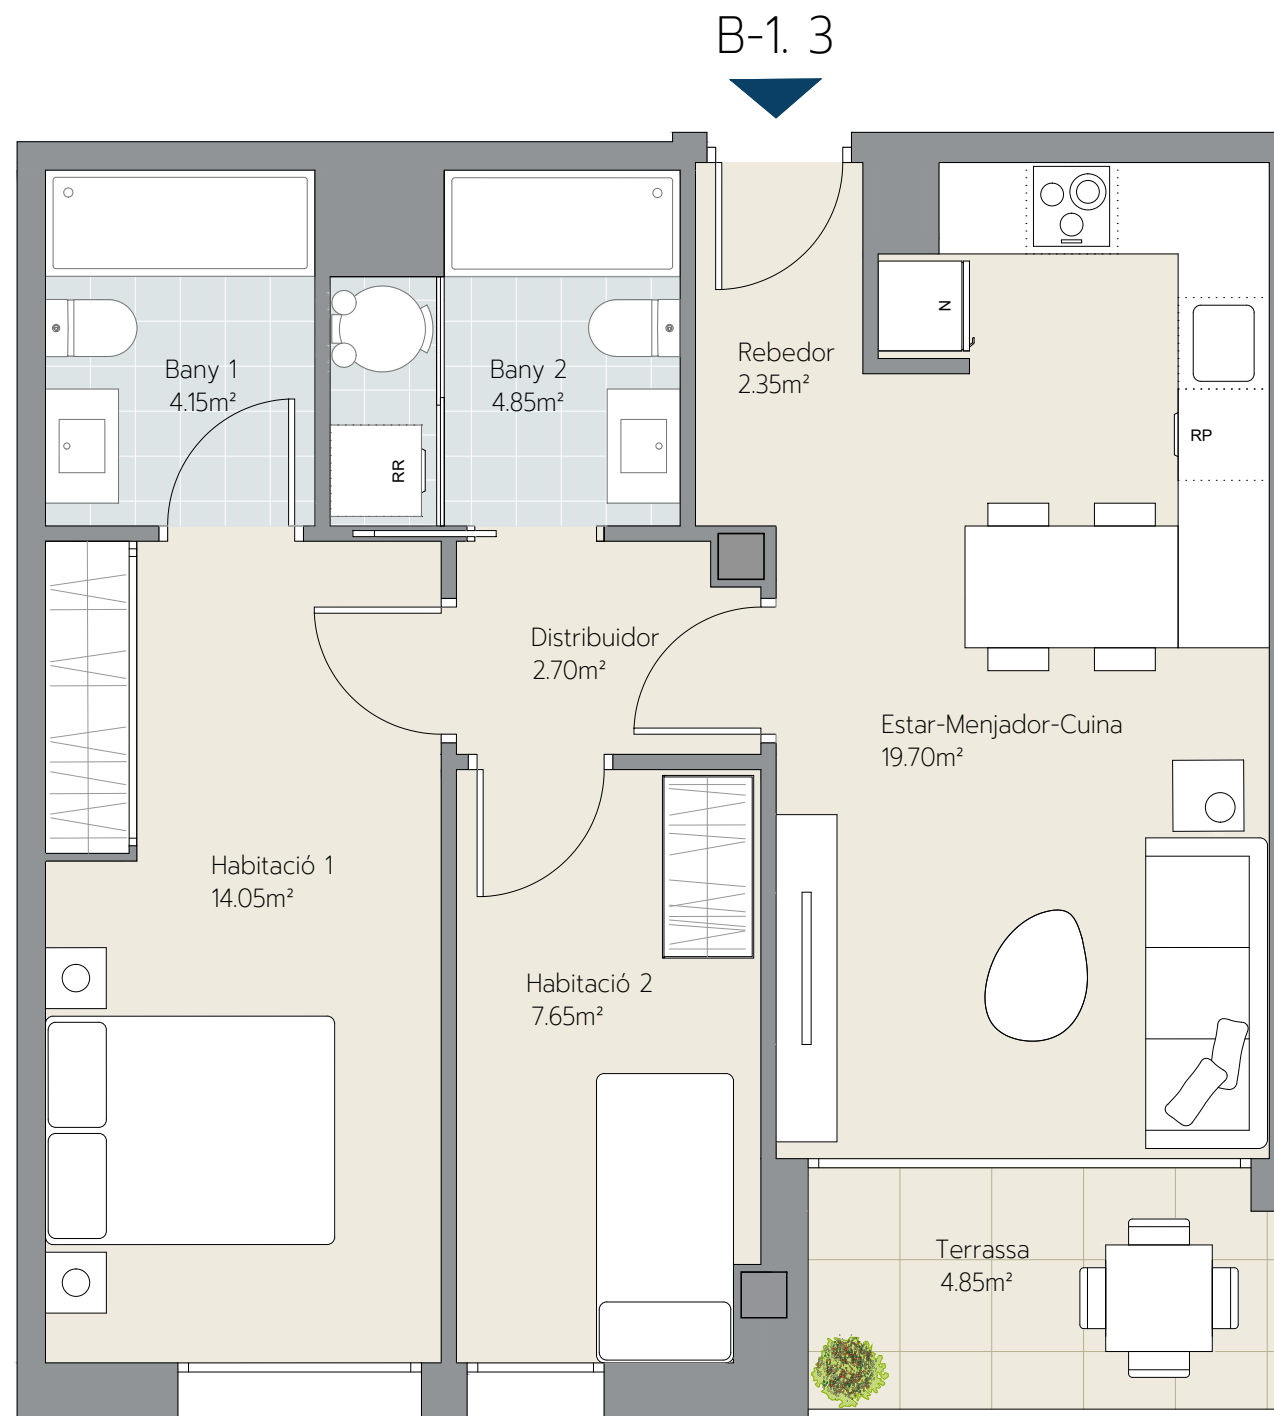 B-1. 3
Bany 1
4.15m²
Bany 2
4.85m²
Rebedor
2.35m²
N
RP
RR
Distribuidor
2.70m²
Estar-Menjador-Cuina
19.70m²
Habitació 1
14.05m²
Habitació 2
7.65m²
Terrassa
4.85m²